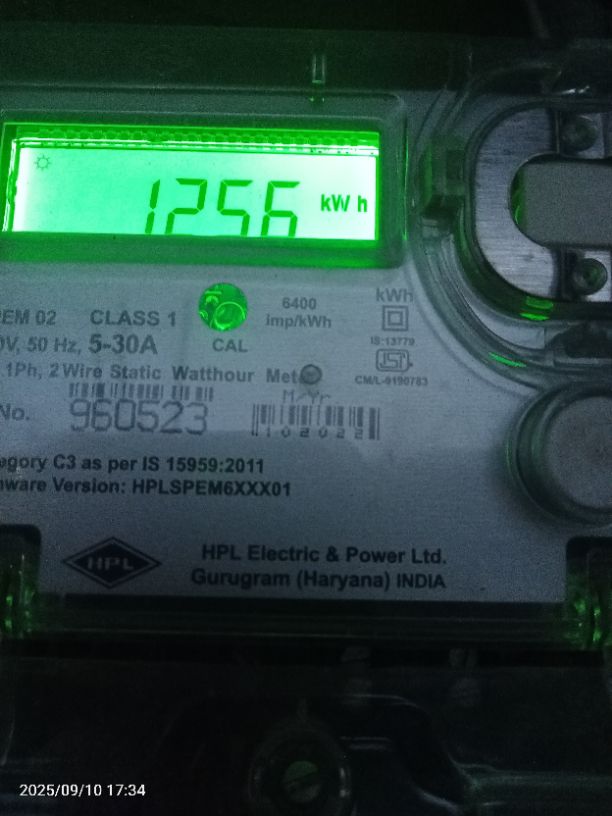 1256 kWh
6400
imp/kWh
kWh
EM 02 CLASS 1
V, 50 Hz, 5-30A
CAL
IS:13779
CM/L-9190783
1Ph, 2 Wire Static Watthour Meter
M/Yr
No. 960523
102022
egory C3 as per IS 15959:2011
ware Version: HPLSPEM6XXX01
HPL
HPL Electric & Power Ltd.
Gurugram (Haryana) INDIA
2025/09/10 17:34